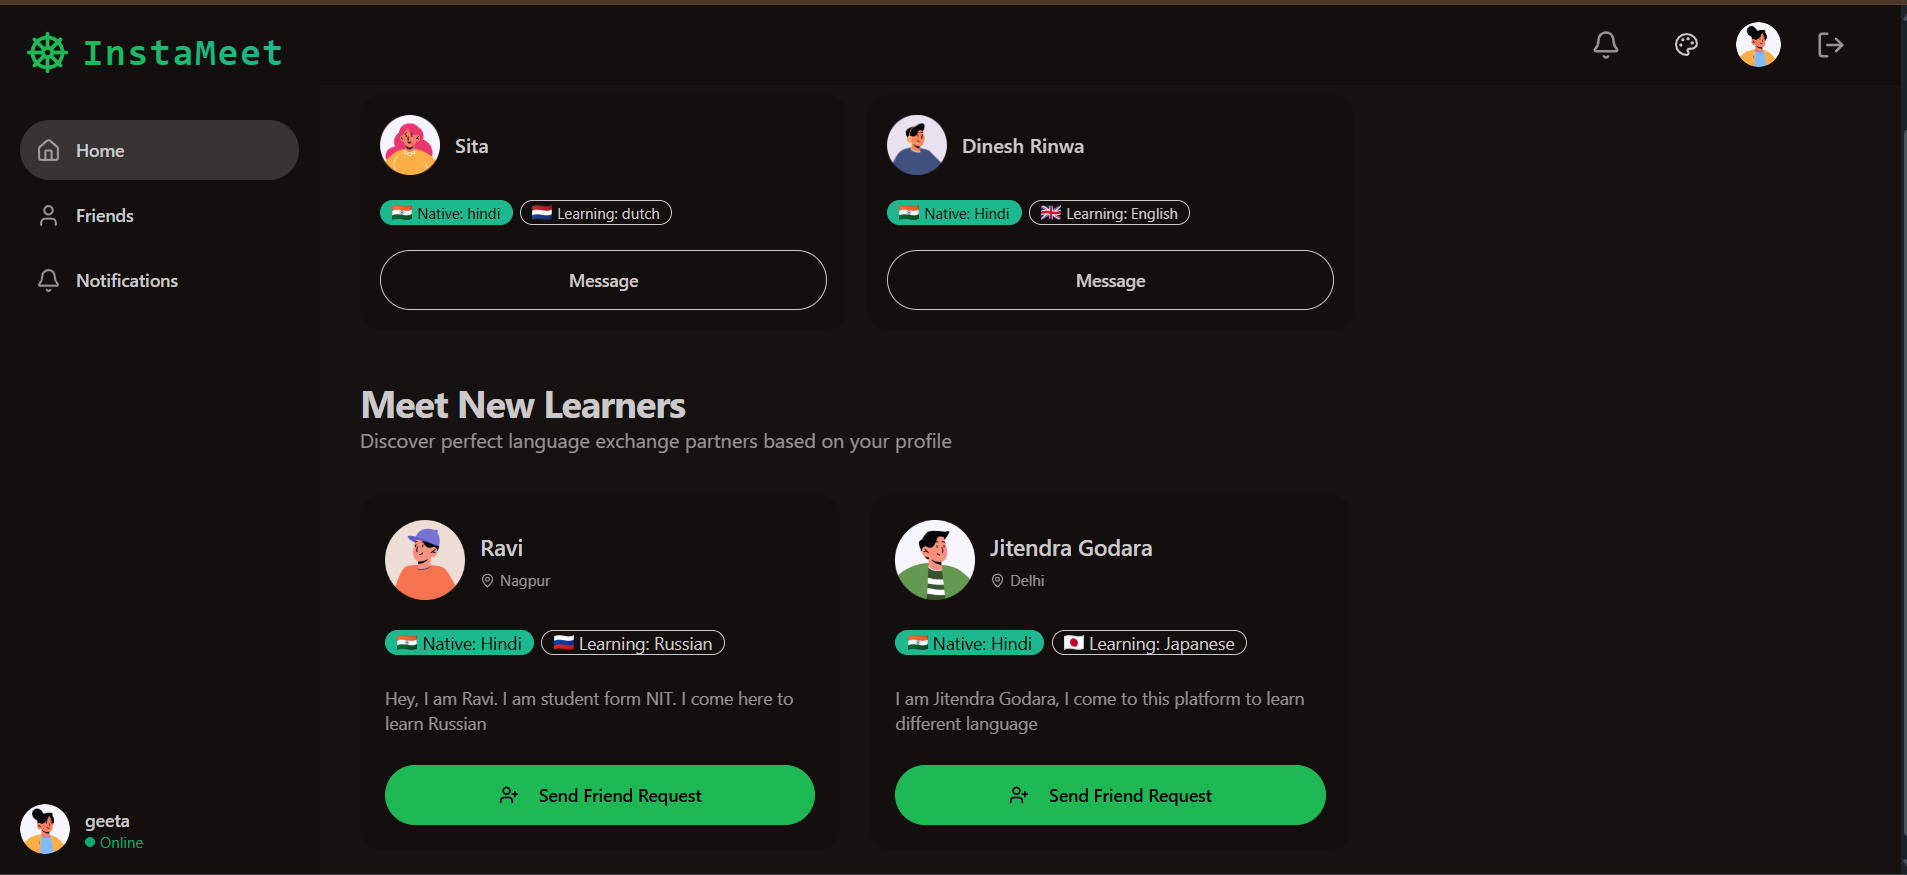 InstaMeet
Home
Friends
Notifications
geeta
Online
Sita
Native: hindi
Learning: dutch
Message
Dinesh Rinwa
Native: Hindi
Learning: English
Message
Meet New Learners
Discover perfect language exchange partners based on your profile
Ravi
Nagpur
Native: Hindi
Learning: Russian
Hey, I am Ravi. I am student form NIT. I come here to
learn Russian
Send Friend Request
Jitendra Godara
Delhi
Native: Hindi
Learning: Japanese
I am Jitendra Godara, I come to this platform to learn
different language
Send Friend Request